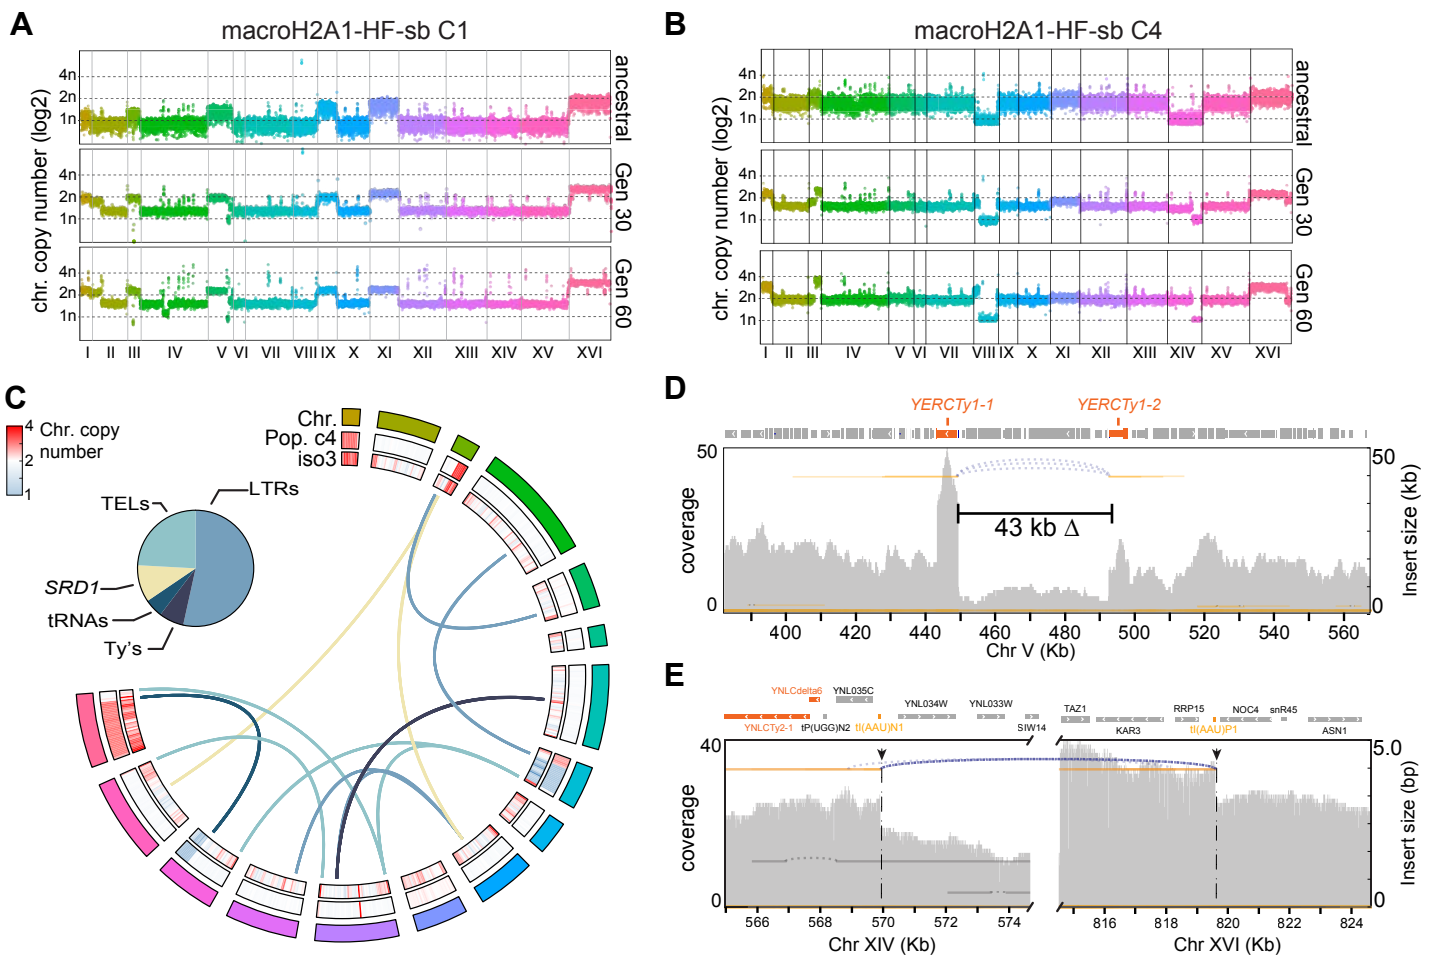 A
macroH2A1-HF-sb C1
chr. copy number (log2)
4n
2n
1n
ancestral
4n
2n
1n
Gen 30
4n
2n
1n
Gen 60
I II III IV V VI VII VIII IX X XI XII XIII XIV XV XVI
B
macroH2A1-HF-sb C4
chr. copy number (log2)
4n
2n
1n
ancestral
4n
2n
1n
Gen 30
4n
2n
1n
Gen 60
I II III IV V VI VII VIII IX X XI XII XIII XIV XV XVI
C
4
2
1
Chr. copy
number
Chr.
Pop. c4
iso3
TELs
LTRs
SRD1
tRNAs
Ty's
D
YERCTy1-1
YERCTy1-2
50
coverage
0
43 kb Δ
50
Insert size (kb)
0
400 420 440 460 480 500 520 540 560
Chr V (Kb)
E
YNLCdelta6
YNL035C
YNL034W
YNL033W
YNLCTy2-1
tP(UGG)N2
tI(AAU)N1
SIW14
TAZ1
RRP15
NOC4
snR45
KAR3
tI(AAU)P1
ASN1
40
coverage
0
5.0
Insert size (bp)
0
566 568 570 572 574
816 818 820 822 824
Chr XIV (Kb)
Chr XVI (Kb)